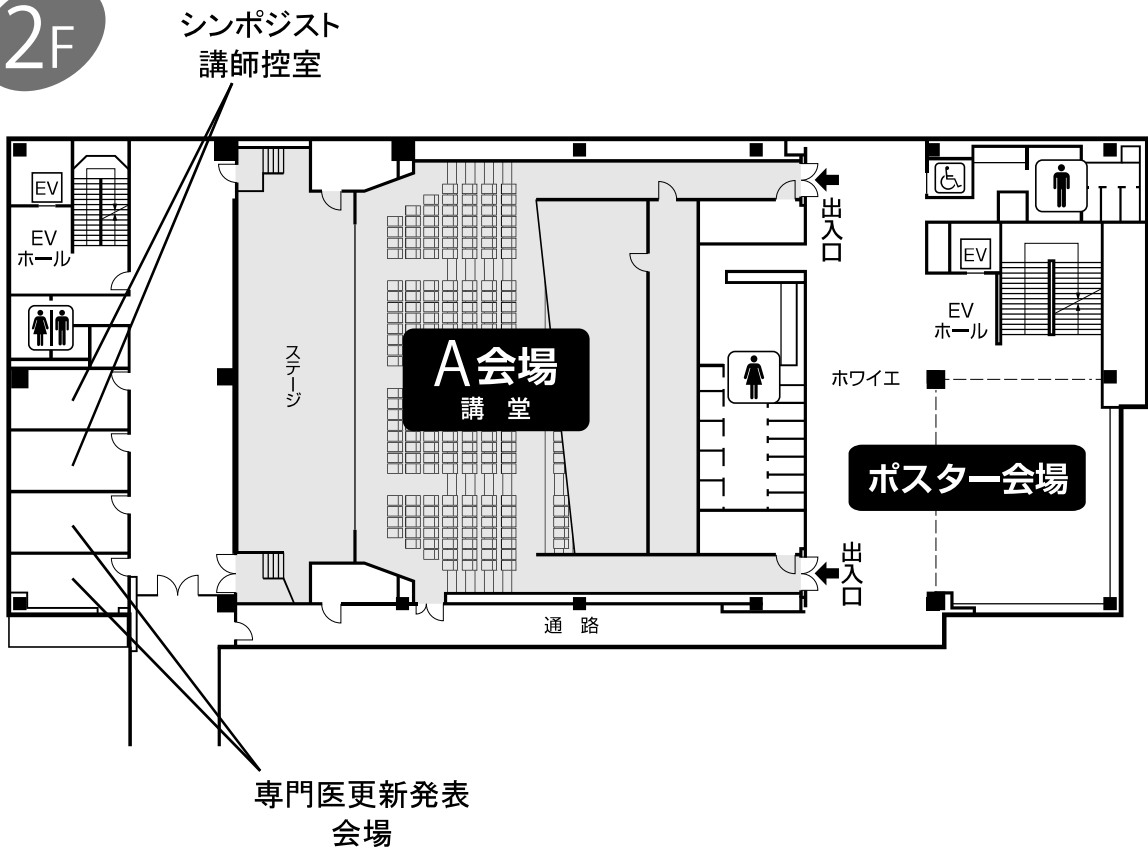 2F
シンポジスト
講師控室
EV
EV
ホール
ステージ
A会場
講 堂
出入口
EV
EV
ホール
ホワイエ
ポスター会場
出入口
通 路
専門医更新発表
会場